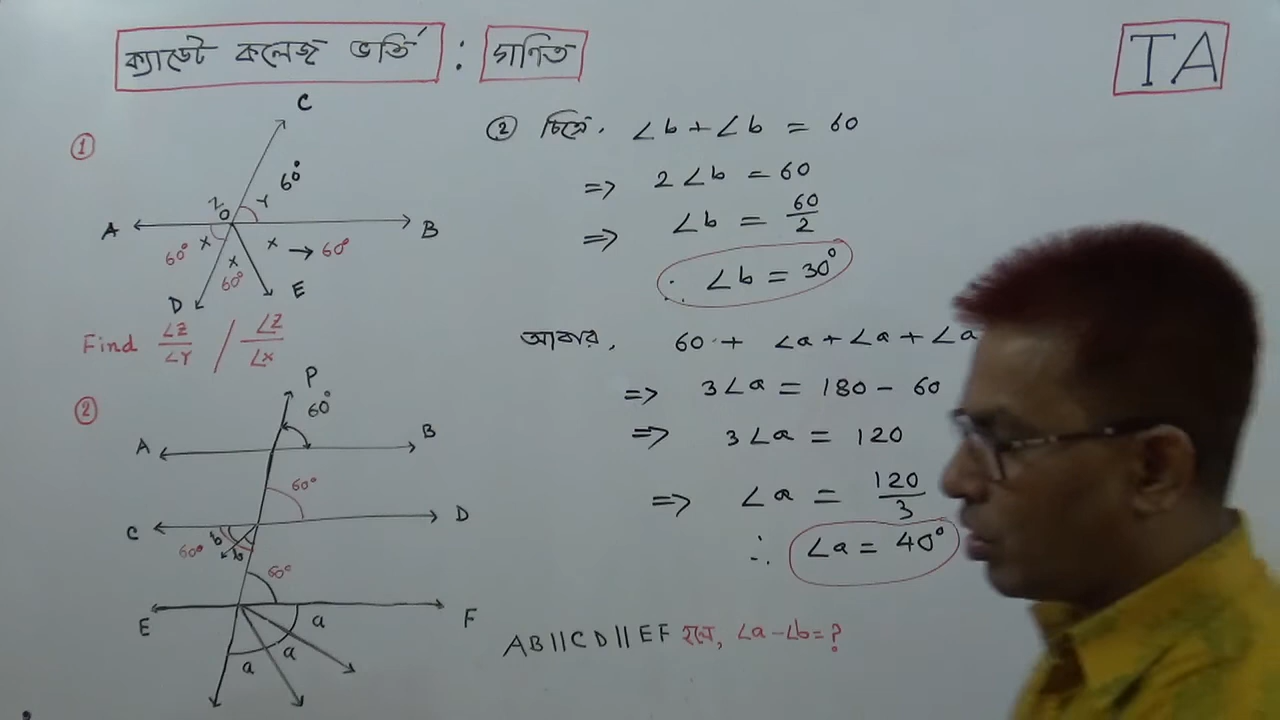 ক্যাডেট কলেজ ভর্তি : গণিত
TA
①
C
60°
Z
O
Y
A
B
60° x x → 60°
x
60°
D
E
Find ∠Z/∠Y / ∠Z/∠X
②
P
60°
A
B
60°
C
D
60° b
b
60°
E
F
a
a
a
② চিত্রে, ∠b + ∠b = 60
=> 2∠b = 60
=> ∠b = 60/2
∴ ∠b = 30°
আবার, 60 + ∠a + ∠a + ∠a
=> 3∠a = 180 - 60
=> 3∠a = 120
=> ∠a = 120/3
∴ ∠a = 40°
AB||CD||EF হলে, ∠a - ∠b = ?